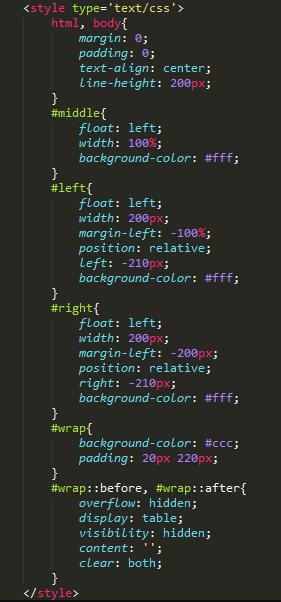 <style type='text/css'>
html, body{
margin: 0;
padding: 0;
text-align: center;
line-height: 200px;
}
#middle{
float: left;
width: 100%;
background-color: #fff;
}
#left{
float: left;
width: 200px;
margin-left: -100%;
position: relative;
left: -210px;
background-color: #fff;
}
#right{
float: left;
width: 200px;
margin-left: -200px;
position: relative;
right: -210px;
background-color: #fff;
}
#wrap{
background-color: #ccc;
padding: 20px 220px;
}
#wrap::before, #wrap::after{
overflow: hidden;
display: table;
visibility: hidden;
content: '';
clear: both;
}
</style>